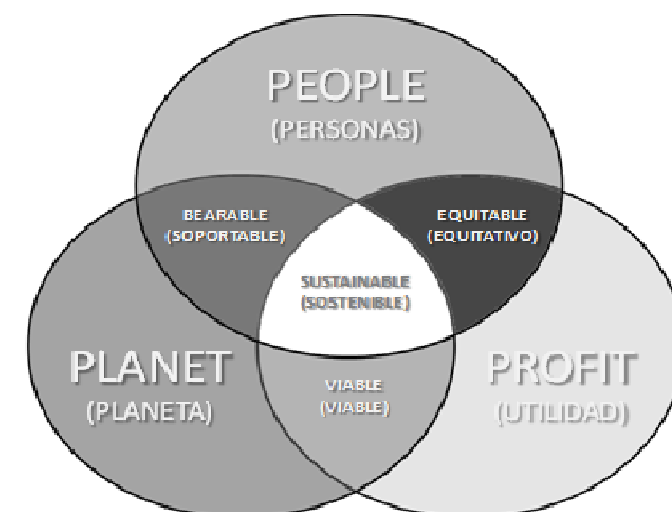 PEOPLE
(PERSONAS)
BEARABLE
(SOPORTABLE)
EQUITABLE
(EQUITATIVO)
SUSTAINABLE
(SOSTENIBLE)
PLANET
(PLANETA)
VIABLE
(VIABLE)
PROFIT
(UTILIDAD)